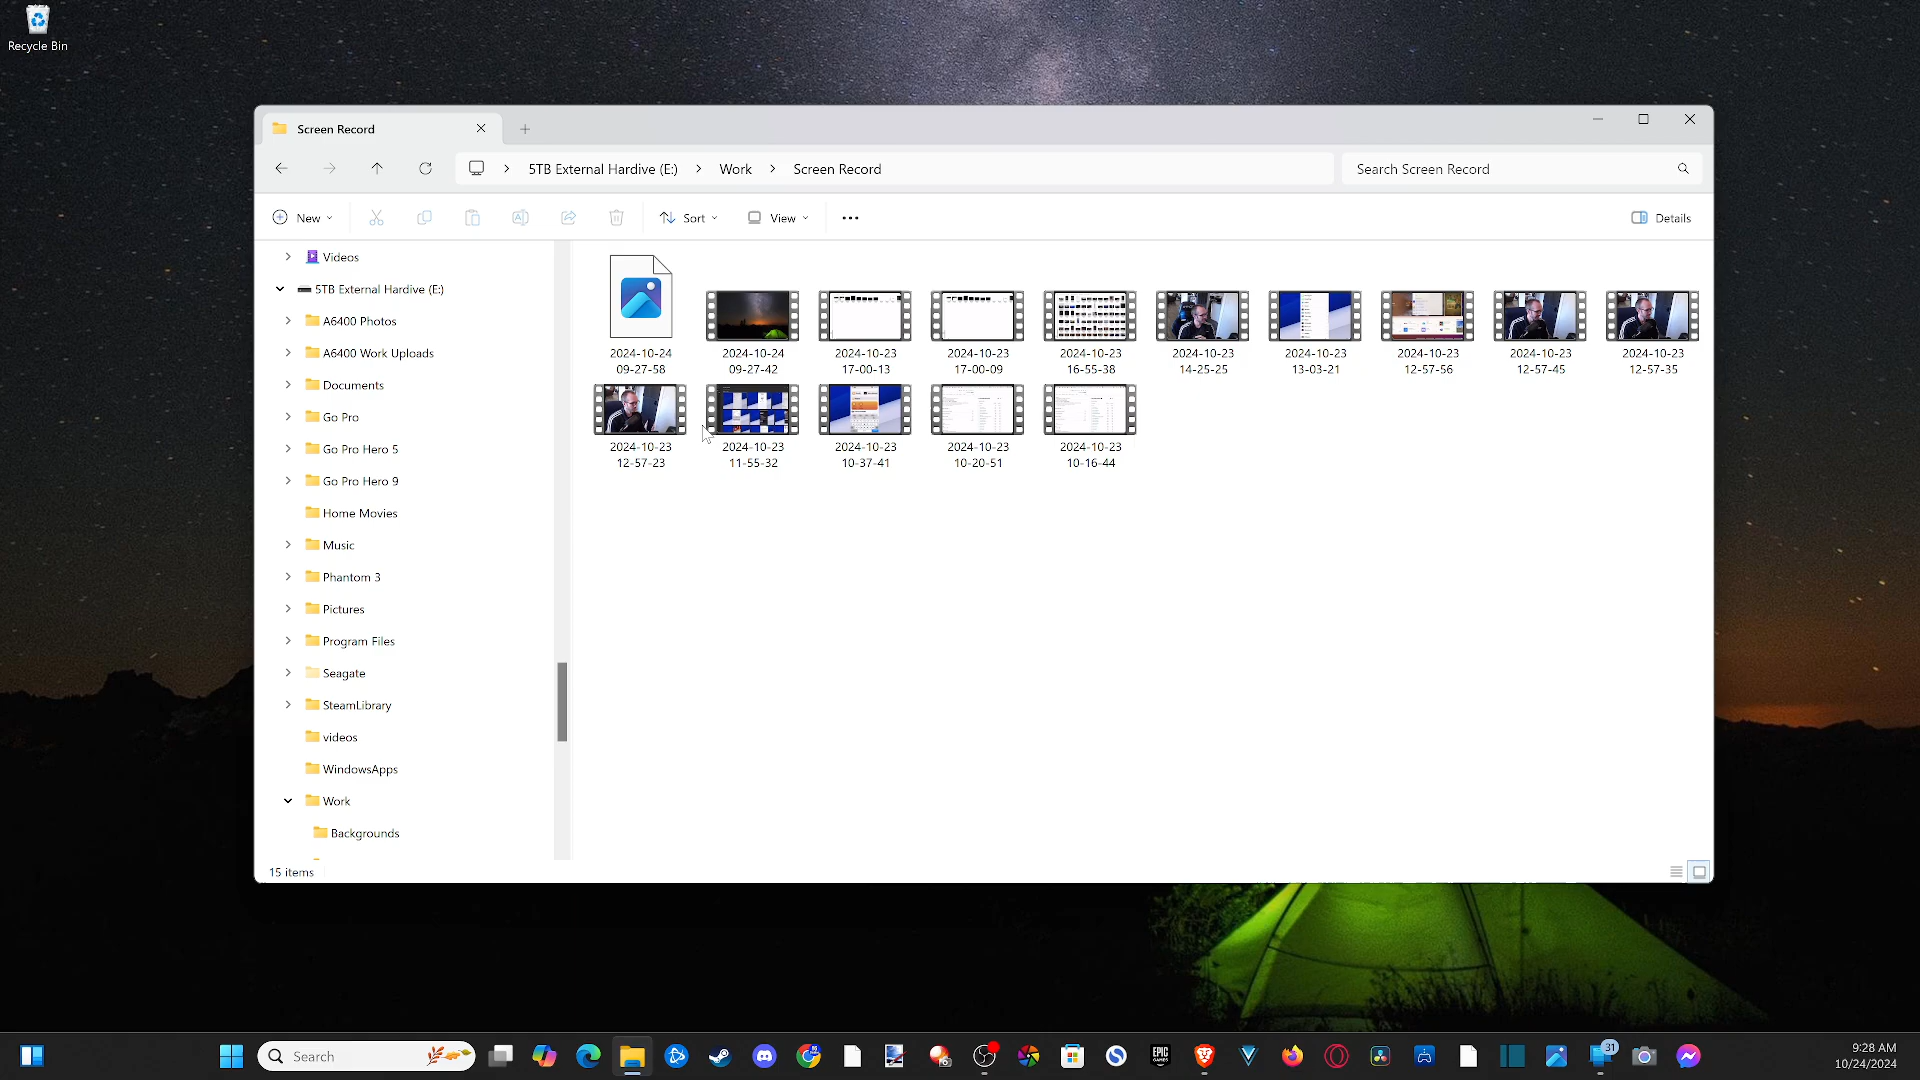 Recycle Bin
Screen Record
5TB External Hardive (E:)
Work
Screen Record
Search Screen Record
New
Sort
View
Details
Videos
5TB External Hardive (E:)
A6400 Photos
A6400 Work Uploads
Documents
Go Pro
Go Pro Hero 5
Go Pro Hero 9
Home Movies
Music
Phantom 3
Pictures
Program Files
Seagate
SteamLibrary
videos
WindowsApps
Work
Backgrounds
2024-10-24
09-27-58
2024-10-24
09-27-42
2024-10-23
17-00-13
2024-10-23
17-00-09
2024-10-23
16-55-38
2024-10-23
14-25-25
2024-10-23
13-03-21
2024-10-23
12-57-56
2024-10-23
12-57-45
2024-10-23
12-57-35
2024-10-23
12-57-23
2024-10-23
11-55-32
2024-10-23
10-37-41
2024-10-23
10-20-51
2024-10-23
10-16-44
15 items
Search
EPIC
GAMES
31
9:28 AM
10/24/2024